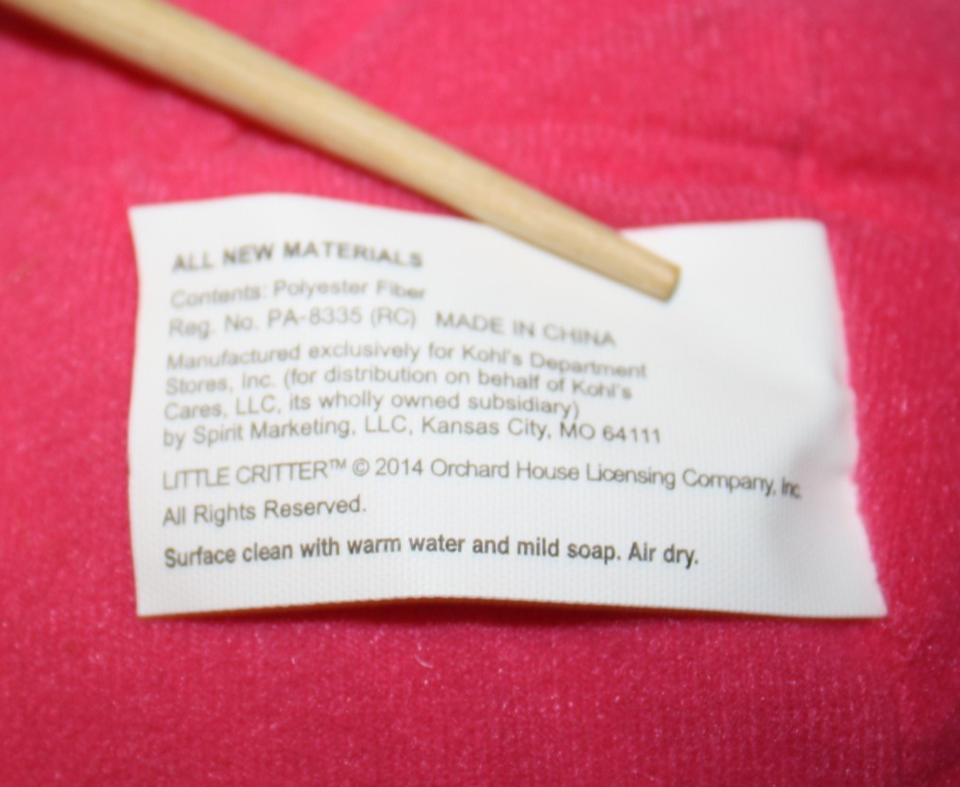 ALL NEW MATERIALS
Contents: Polyester Fiber
Reg. No. PA-8335 (RC) MADE IN CHINA
Manufactured exclusively for Kohl's Department
Stores, Inc. (for distribution on behalf of Kohl's
Cares, LLC, its wholly owned subsidiary)
by Spirit Marketing, LLC, Kansas City, MO 64111
LITTLE CRITTER™ © 2014 Orchard House Licensing Company, Inc.
All Rights Reserved.
Surface clean with warm water and mild soap. Air dry.